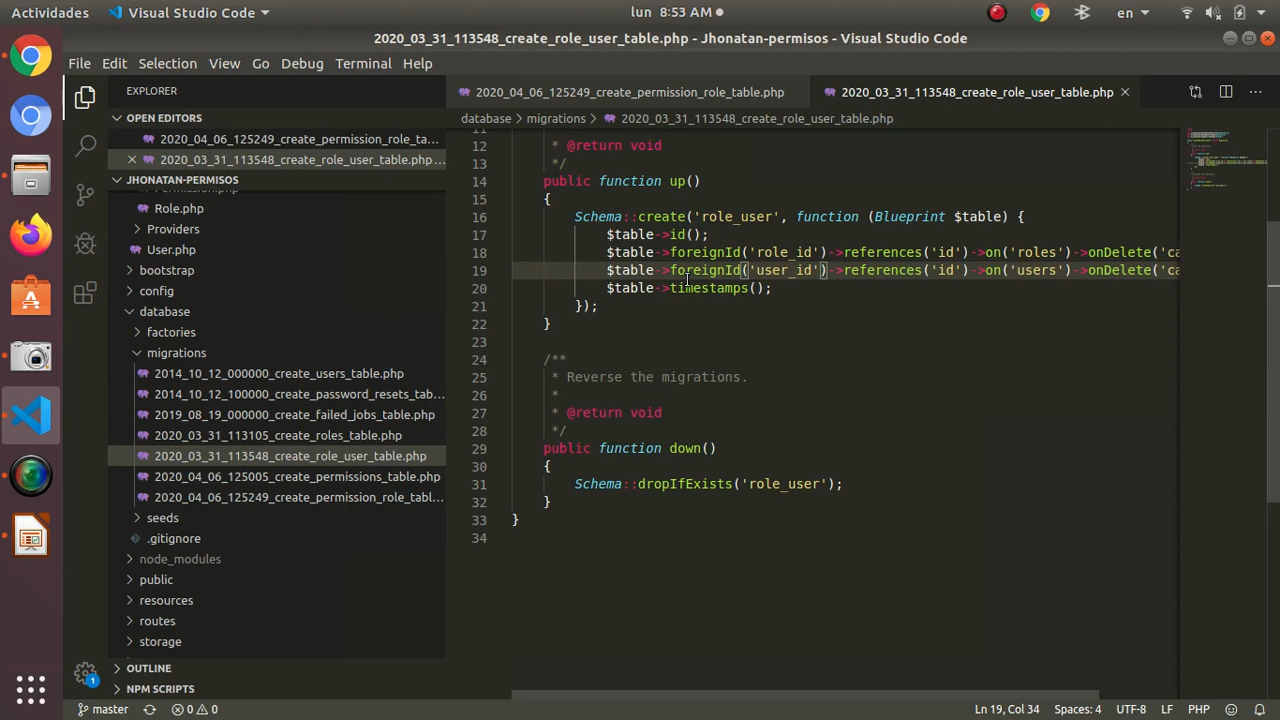 Actividades Visual Studio Code lun 8:53 AM en
2020_03_31_113548_create_role_user_table.php - Jhonatan-permisos - Visual Studio Code
File Edit Selection View Go Debug Terminal Help
EXPLORER
OPEN EDITORS
2020_04_06_125249_create_permission_role_ta...
2020_03_31_113548_create_role_user_table.php...
JHONATAN-PERMISOS
Permission.php
Role.php
Providers
User.php
bootstrap
config
database
factories
migrations
2014_10_12_000000_create_users_table.php
2014_10_12_100000_create_password_resets_tab...
2019_08_19_000000_create_failed_jobs_table.php
2020_03_31_113105_create_roles_table.php
2020_03_31_113548_create_role_user_table.php
2020_04_06_125005_create_permissions_table.php
2020_04_06_125249_create_permission_role_tabl...
seeds
.gitignore
node_modules
public
resources
routes
storage
OUTLINE
NPM SCRIPTS
2020_04_06_125249_create_permission_role_table.php 2020_03_31_113548_create_role_user_table.php
database > migrations > 2020_03_31_113548_create_role_user_table.php
11
12 * @return void
13 */
14 public function up()
15 {
16 Schema::create('role_user', function (Blueprint $table) {
17 $table->id();
18 $table->foreignId('role_id')->references('id')->on('roles')->onDelete('ca
19 $table->foreignId('user_id')->references('id')->on('users')->onDelete('ca
20 $table->timestamps();
21 });
22 }
23
24 /**
25 * Reverse the migrations.
26 *
27 * @return void
28 */
29 public function down()
30 {
31 Schema::dropIfExists('role_user');
32 }
33 }
34
1
master 0 0 Ln 19, Col 34 Spaces: 4 UTF-8 LF PHP